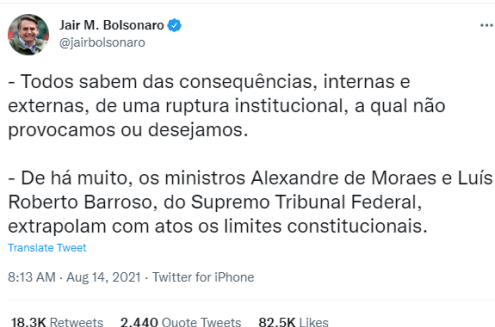 Jair M. Bolsonaro
@jairbolsonaro
- Todos sabem das consequências, internas e
externas, de uma ruptura institucional, a qual não
provocamos ou desejamos.
- De há muito, os ministros Alexandre de Moraes e Luís
Roberto Barroso, do Supremo Tribunal Federal,
extrapolam com atos os limites constitucionais.
Translate Tweet
8:13 AM · Aug 14, 2021 · Twitter for iPhone
18.3K Retweets 2,440 Quote Tweets 82.5K Likes